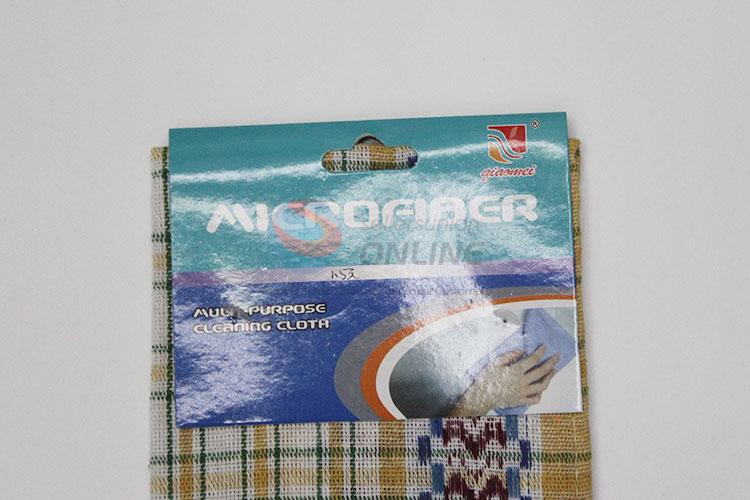 ®
qiaomei
MICROFIBER
ONLINE
MULTI-PURPOSE
CLEANING CLOTH